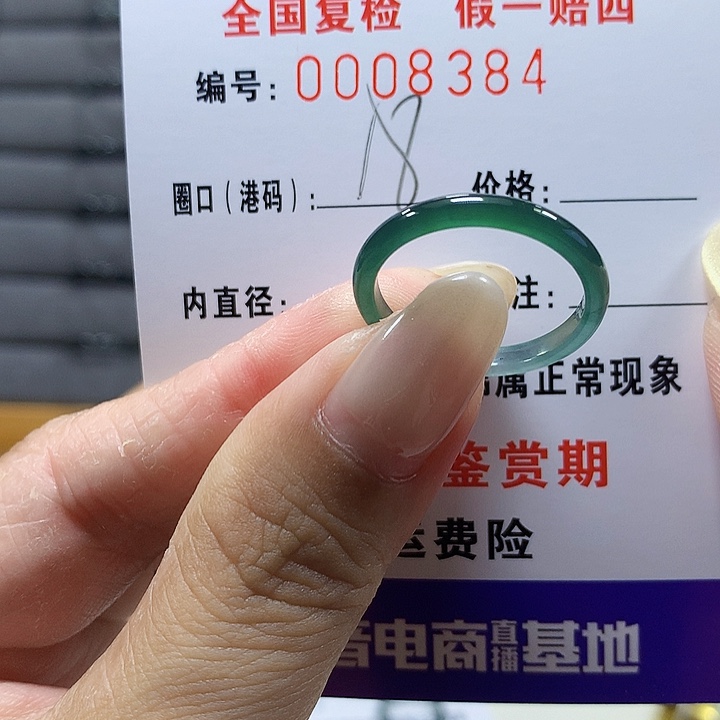 全国复检 假一赔四
编号: 0008384
圈口(港码): 18 价格:
内直径: 注:
属正常现象
鉴赏期
运费险
音电商直播基地